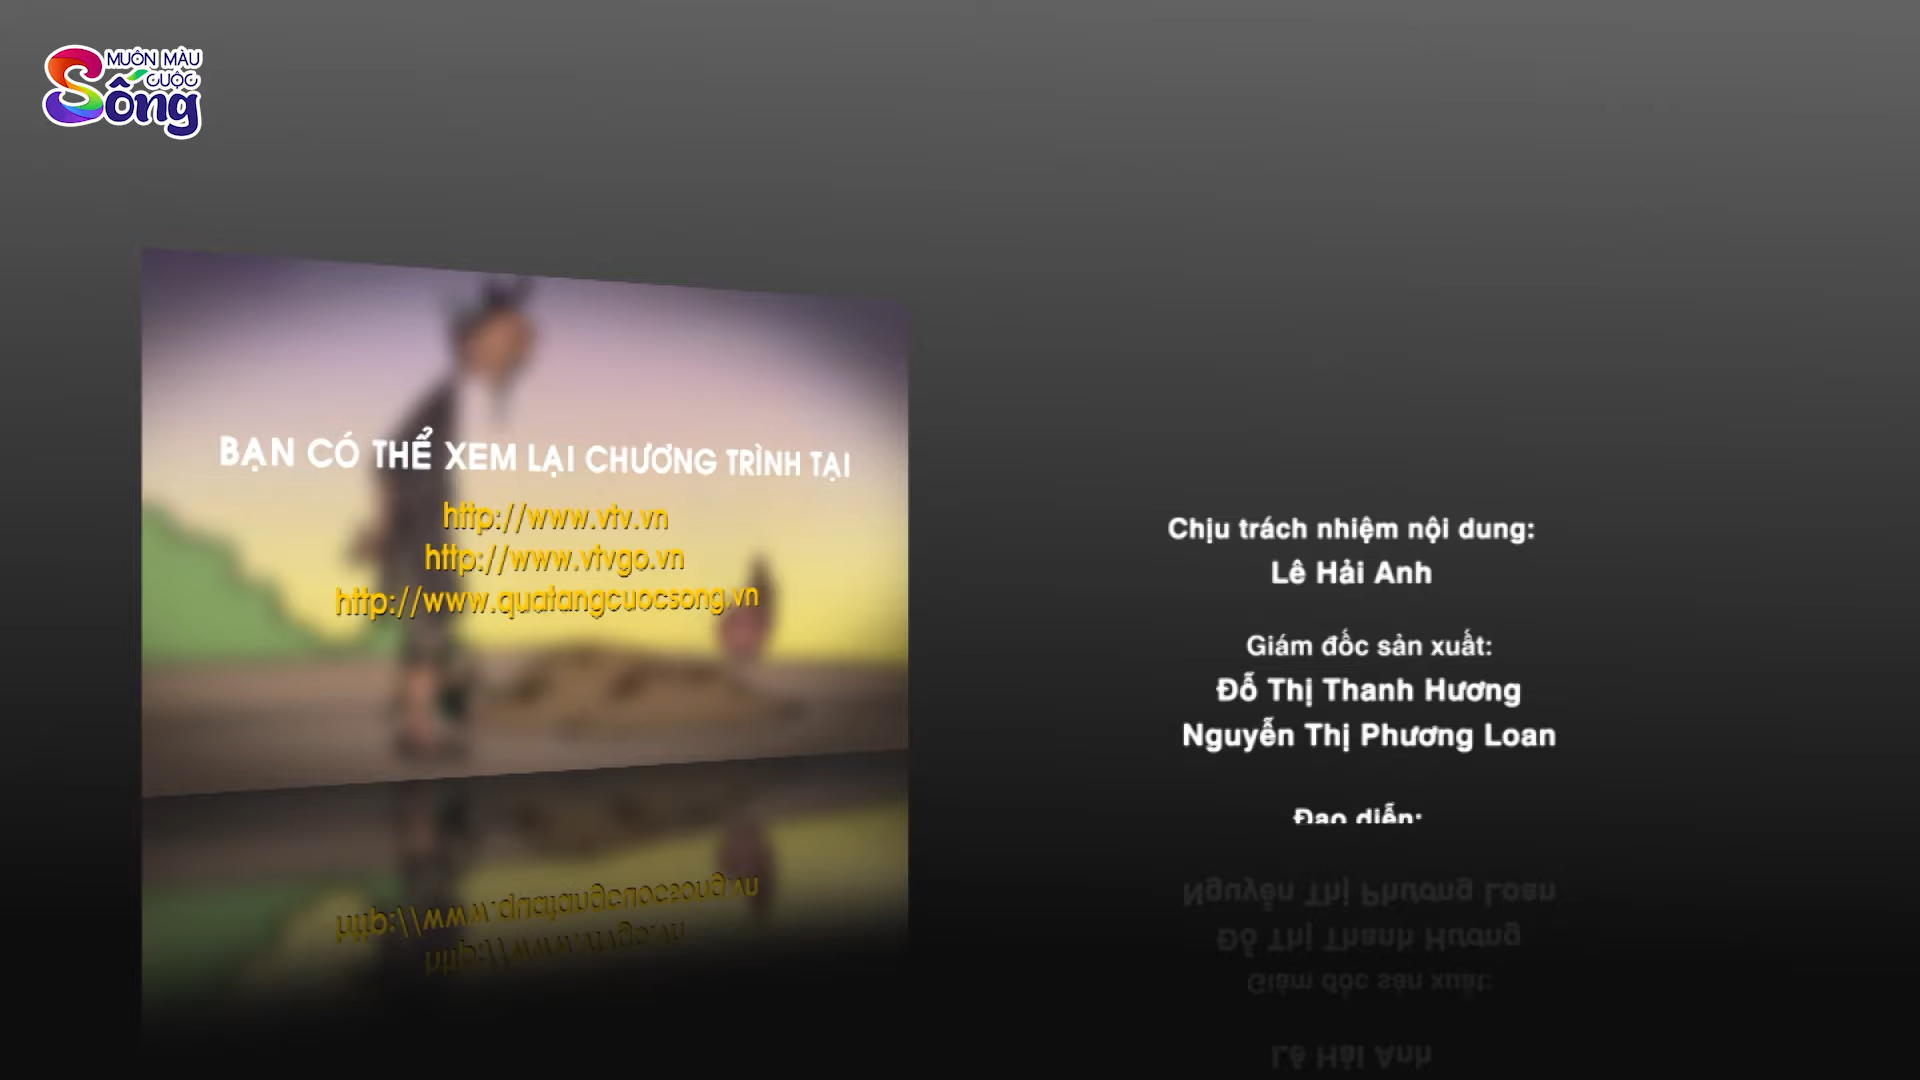 MUÔN MÀU
CUỘC
Sống
BẠN CÓ THỂ XEM LẠI CHƯƠNG TRÌNH TẠI
http://www.vtv.vn
http://www.vtvgo.vn
http://www.quatangcuocsong.vn
Chịu trách nhiệm nội dung:
Lê Hải Anh
Giám đốc sản xuất:
Đỗ Thị Thanh Hương
Nguyễn Thị Phương Loan
Đạo diễn: